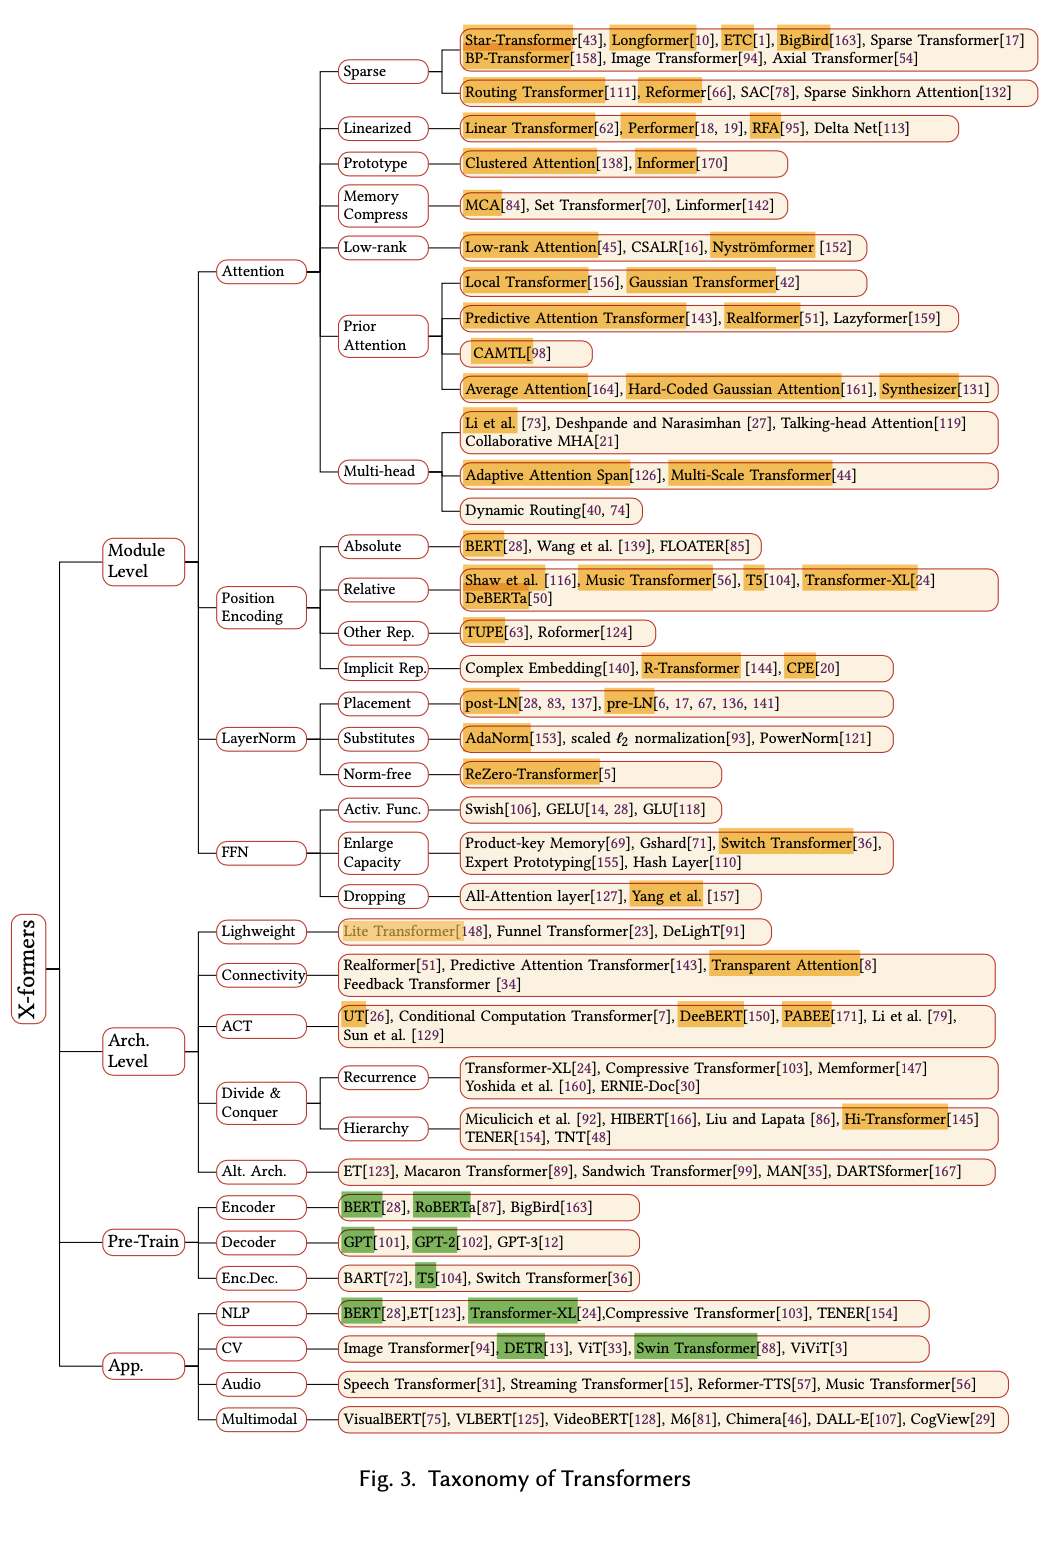 X-formers
Module
Level
Attention
Sparse
Star-Transformer[43], Longformer[10], ETC[1], BigBird[163], Sparse Transformer[17]
BP-Transformer[158], Image Transformer[94], Axial Transformer[54]
Routing Transformer[111], Reformer[66], SAC[78], Sparse Sinkhorn Attention[132]
Linearized
Linear Transformer[62], Performer[18, 19], RFA[95], Delta Net[113]
Prototype
Clustered Attention[138], Informer[170]
Memory
Compress
MCA[84], Set Transformer[70], Linformer[142]
Low-rank
Low-rank Attention[45], CSALR[16], Nyströmformer [152]
Prior
Attention
Local Transformer[156], Gaussian Transformer[42]
Predictive Attention Transformer[143], Realformer[51], Lazyformer[159]
CAMTL[98]
Average Attention[164], Hard-Coded Gaussian Attention[161], Synthesizer[131]
Multi-head
Li et al. [73], Deshpande and Narasimhan [27], Talking-head Attention[119]
Collaborative MHA[21]
Adaptive Attention Span[126], Multi-Scale Transformer[44]
Dynamic Routing[40, 74]
Position
Encoding
Absolute
BERT[28], Wang et al. [139], FLOATER[85]
Relative
Shaw et al. [116], Music Transformer[56], T5[104], Transformer-XL[24]
DeBERTa[50]
Other Rep.
TUPE[63], Roformer[124]
Implicit Rep.
Complex Embedding[140], R-Transformer [144], CPE[20]
LayerNorm
Placement
post-LN[28, 83, 137], pre-LN[6, 17, 67, 136, 141]
Substitutes
AdaNorm[153], scaled ℓ2 normalization[93], PowerNorm[121]
Norm-free
ReZero-Transformer[5]
FFN
Activ. Func.
Swish[106], GELU[14, 28], GLU[118]
Enlarge
Capacity
Product-key Memory[69], Gshard[71], Switch Transformer[36],
Expert Prototyping[155], Hash Layer[110]
Dropping
All-Attention layer[127], Yang et al. [157]
Arch.
Level
Lighweight
Lite Transformer[148], Funnel Transformer[23], DeLighT[91]
Connectivity
Realformer[51], Predictive Attention Transformer[143], Transparent Attention[8]
Feedback Transformer [34]
ACT
UT[26], Conditional Computation Transformer[7], DeeBERT[150], PABEE[171], Li et al. [79],
Sun et al. [129]
Divide &
Conquer
Recurrence
Transformer-XL[24], Compressive Transformer[103], Memformer[147]
Yoshida et al. [160], ERNIE-Doc[30]
Hierarchy
Miculicich et al. [92], HIBERT[166], Liu and Lapata [86], Hi-Transformer[145]
TENER[154], TNT[48]
Alt. Arch.
ET[123], Macaron Transformer[89], Sandwich Transformer[99], MAN[35], DARTSformer[167]
Pre-Train
Encoder
BERT[28], RoBERTa[87], BigBird[163]
Decoder
GPT[101], GPT-2[102], GPT-3[12]
Enc.Dec.
BART[72], T5[104], Switch Transformer[36]
App.
NLP
BERT[28],ET[123], Transformer-XL[24],Compressive Transformer[103], TENER[154]
CV
Image Transformer[94], DETR[13], ViT[33], Swin Transformer[88], ViViT[3]
Audio
Speech Transformer[31], Streaming Transformer[15], Reformer-TTS[57], Music Transformer[56]
Multimodal
VisualBERT[75], VLBERT[125], VideoBERT[128], M6[81], Chimera[46], DALL-E[107], CogView[29]
Fig. 3. Taxonomy of Transformers